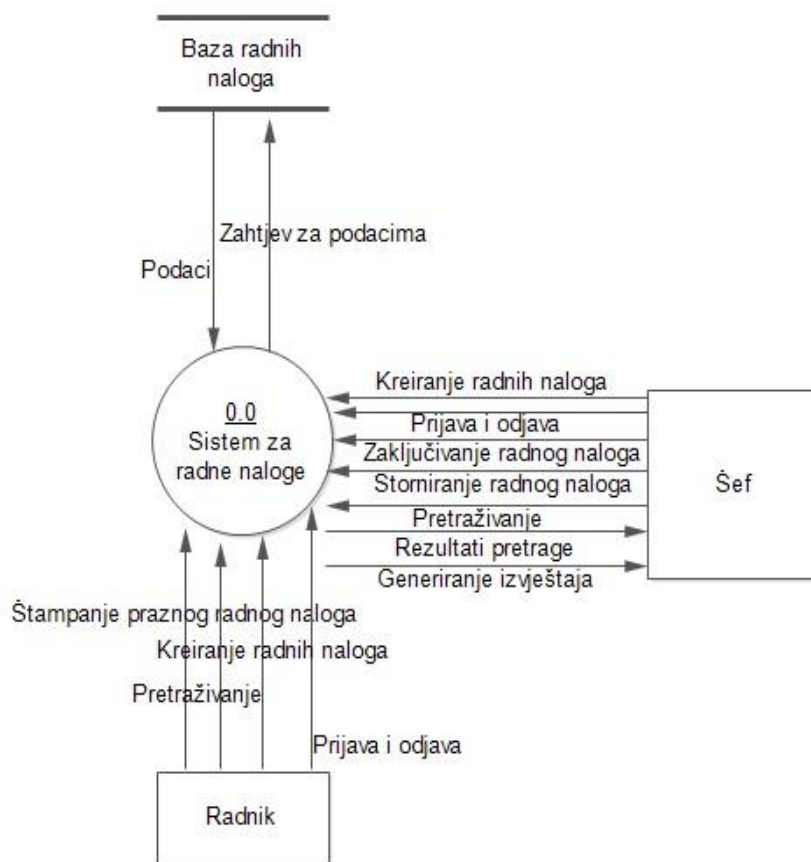 Baza radnih
naloga
Zahtjev za podacima
Podaci
0.0
Sistem za
radne naloge
Kreiranje radnih naloga
Prijava i odjava
Zaključivanje radnog naloga
Storniranje radnog naloga
Pretraživanje
Rezultati pretrage
Generiranje izvještaja
Šef
Štampanje praznog radnog naloga
Kreiranje radnih naloga
Pretraživanje
Prijava i odjava
Radnik